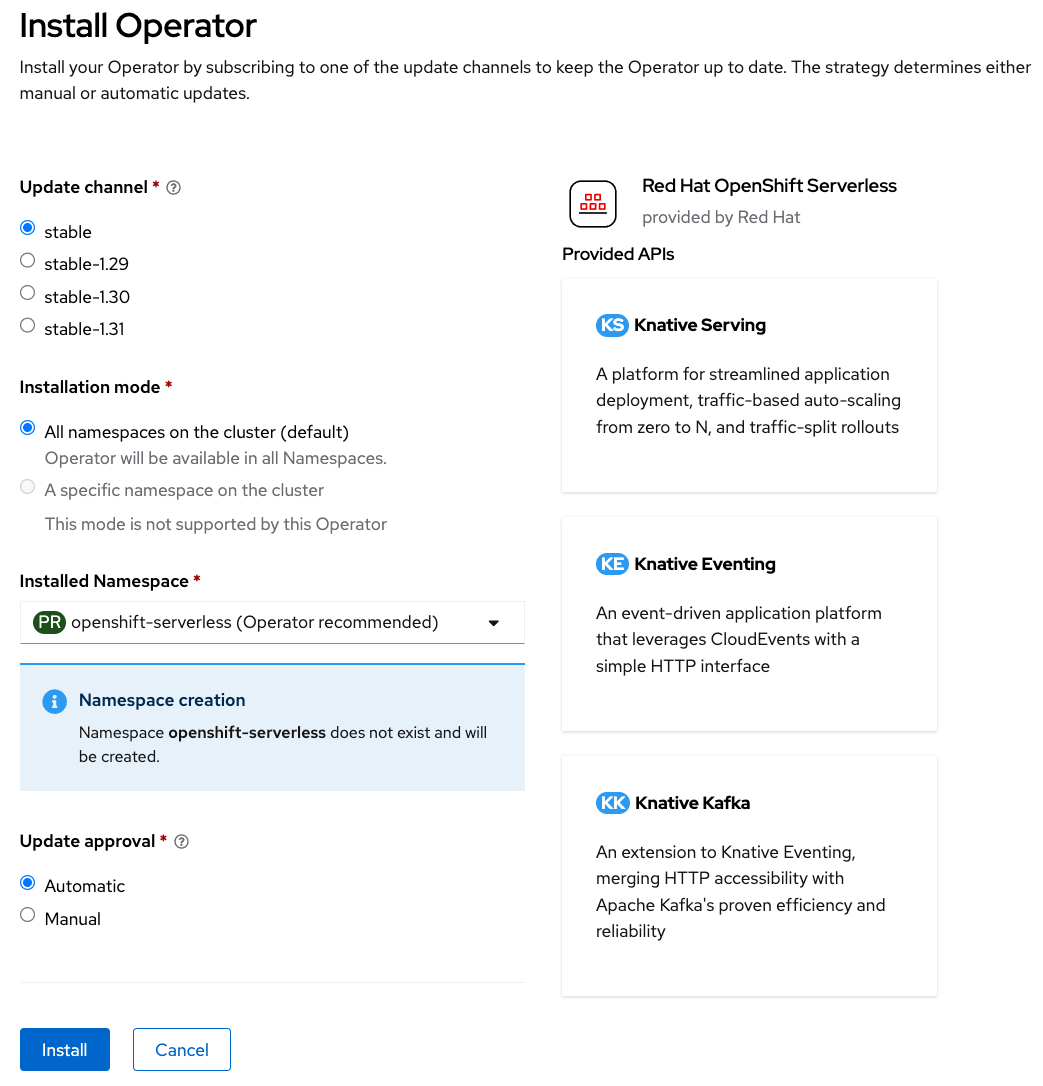 Install Operator
Install your Operator by subscribing to one of the update channels to keep the Operator up to date. The strategy determines either
manual or automatic updates.
Update channel *
stable
stable-1.29
stable-1.30
stable-1.31
Installation mode *
All namespaces on the cluster (default)
Operator will be available in all Namespaces.
A specific namespace on the cluster
This mode is not supported by this Operator
Installed Namespace *
PR openshift-serverless (Operator recommended)
Namespace creation
Namespace openshift-serverless does not exist and will
be created.
Update approval *
Automatic
Manual
Install
Cancel
Red Hat OpenShift Serverless
provided by Red Hat
Provided APIs
KS Knative Serving
A platform for streamlined application
deployment, traffic-based auto-scaling
from zero to N, and traffic-split rollouts
KE Knative Eventing
An event-driven application platform
that leverages CloudEvents with a
simple HTTP interface
KK Knative Kafka
An extension to Knative Eventing,
merging HTTP accessibility with
Apache Kafka's proven efficiency and
reliability